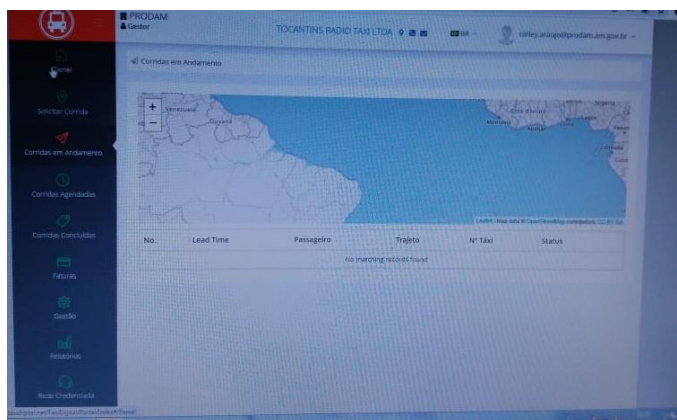 PRODAM
Gestor
TOCANTINS RADIO TAXI LTDA
BR
Painel
Corridas em Andamento
Solicitar Corrida
+
-
Venezuela
Guyana
Corridas em Andamento
Corridas Agendadas
Corridas Concluídas
No. Lead Time Passageiro Trajeto Nº Táxi Status
No matching records found
Faturas
Gestão
Relatórios
Rede Credenciada